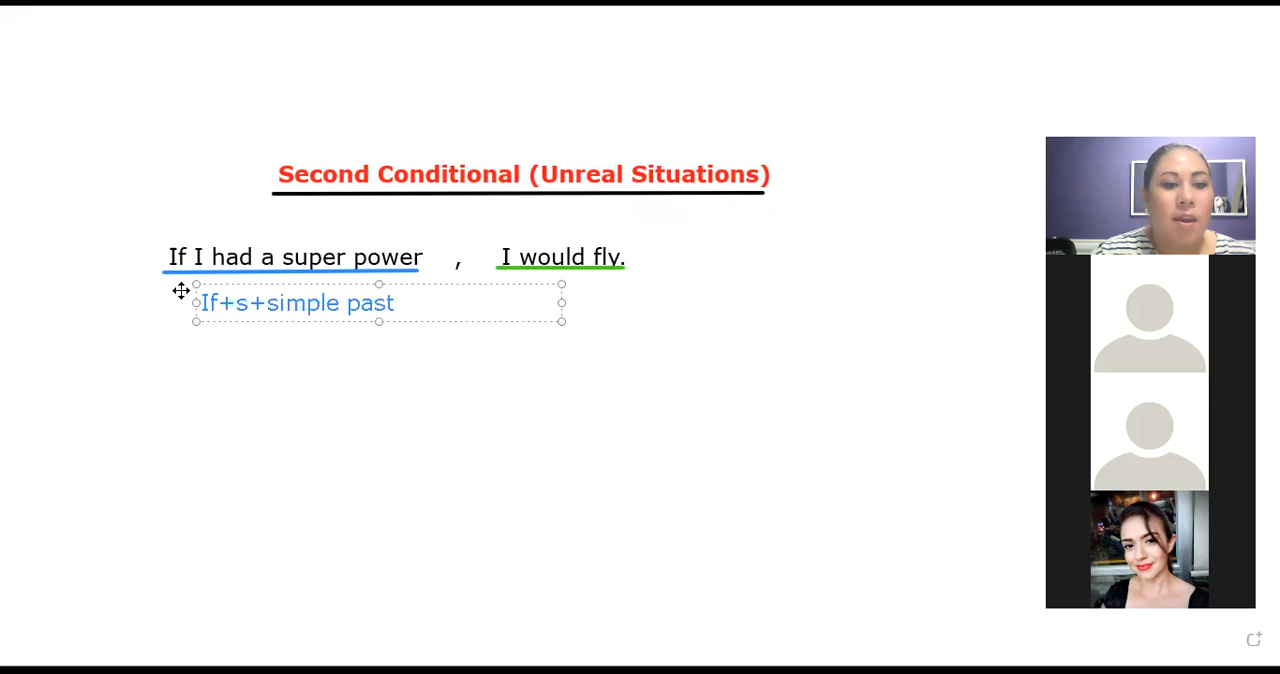 Second Conditional (Unreal Situations)
If I had a super power , I would fly.
If+s+simple past